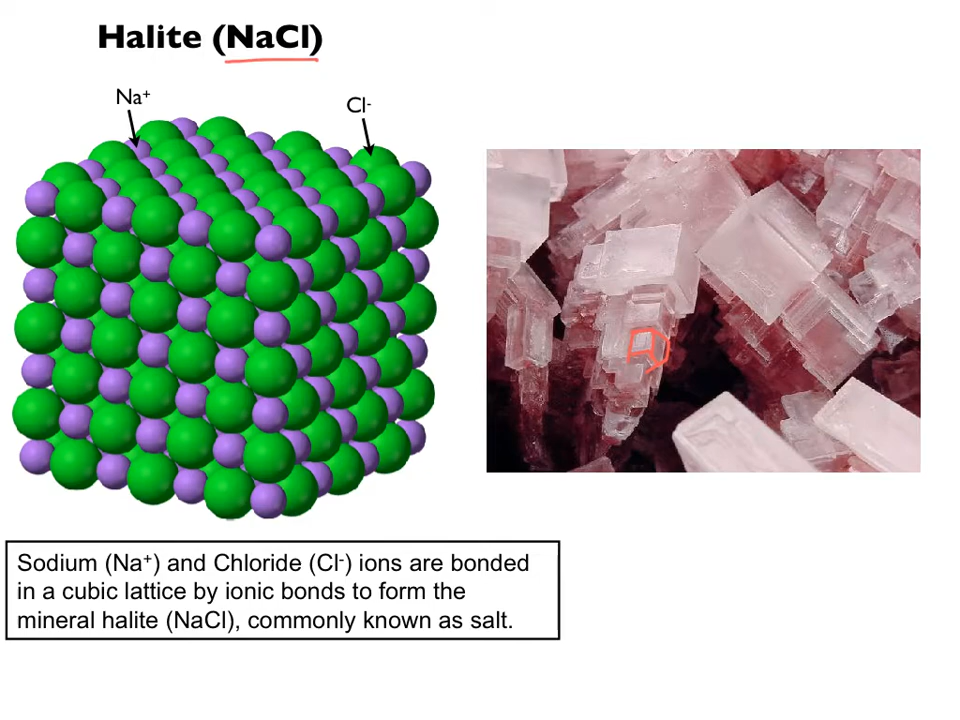 Halite (NaCl)
Na⁺
Cl⁻
Sodium (Na⁺) and Chloride (Cl⁻) ions are bonded
in a cubic lattice by ionic bonds to form the
mineral halite (NaCl), commonly known as salt.